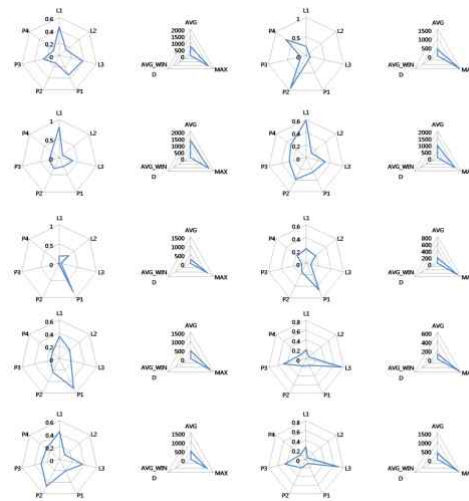 L1
0.6
P4 L2
0.4
0.2
0
P3 L3
P2 P1
AVG
2000
1500
1000
500
0
AVG_WIN MAX
D
L1
1
P4 L2
0.5
0
P3 L3
P2 P1
AVG
1500
1000
500
0
AVG_WIN MAX
D
L1
1
P4 L2
0.5
0
P3 L3
P2 P1
AVG
2000
1500
1000
500
0
AVG_WIN MAX
D
L1
0.6
P4 L2
0.4
0.2
0
P3 L3
P2 P1
AVG
2000
1500
1000
500
0
AVG_WIN MAX
D
L1
1
P4 L2
0.5
0
P3 L3
P2 P1
AVG
1500
1000
500
0
AVG_WIN MAX
D
L1
0.6
P4 L2
0.4
0.2
0
P3 L3
P2 P1
AVG
800
600
400
200
0
AVG_WIN MAX
D
L1
0.6
P4 L2
0.4
0.2
0
P3 L3
P2 P1
AVG
1500
1000
500
0
AVG_WIN MAX
D
L1
0.8
0.6
P4 L2
0.4
0.2
0
P3 L3
P2 P1
AVG
600
400
200
0
AVG_WIN MAX
D
L1
0.6
P4 L2
0.4
0.2
0
P3 L3
P2 P1
AVG
1500
1000
500
0
AVG_WIN MAX
D
L1
0.8
0.6
P4 L2
0.4
0.2
0
P3 L3
P2 P1
AVG
1500
1000
500
0
AVG_WIN MAX
D